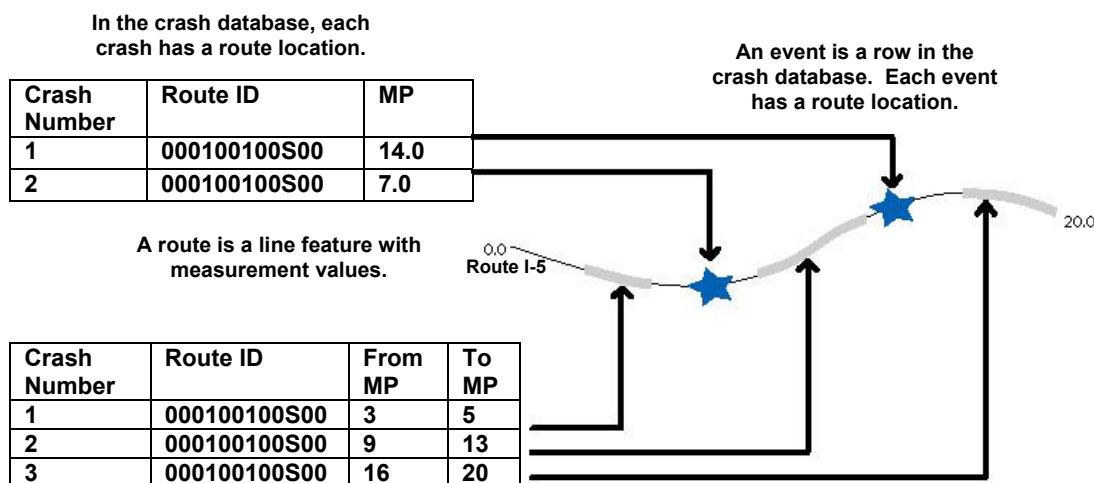 In the crash database, each
crash has a route location.
An event is a row in the
crash database. Each event
has a route location.
Crash Number Route ID MP
1 000100100S00 14.0
2 000100100S00 7.0
A route is a line feature with
measurement values.
0.0
Route I-5
20.0
Crash Number Route ID From MP To MP
1 000100100S00 3 5
2 000100100S00 9 13
3 000100100S00 16 20